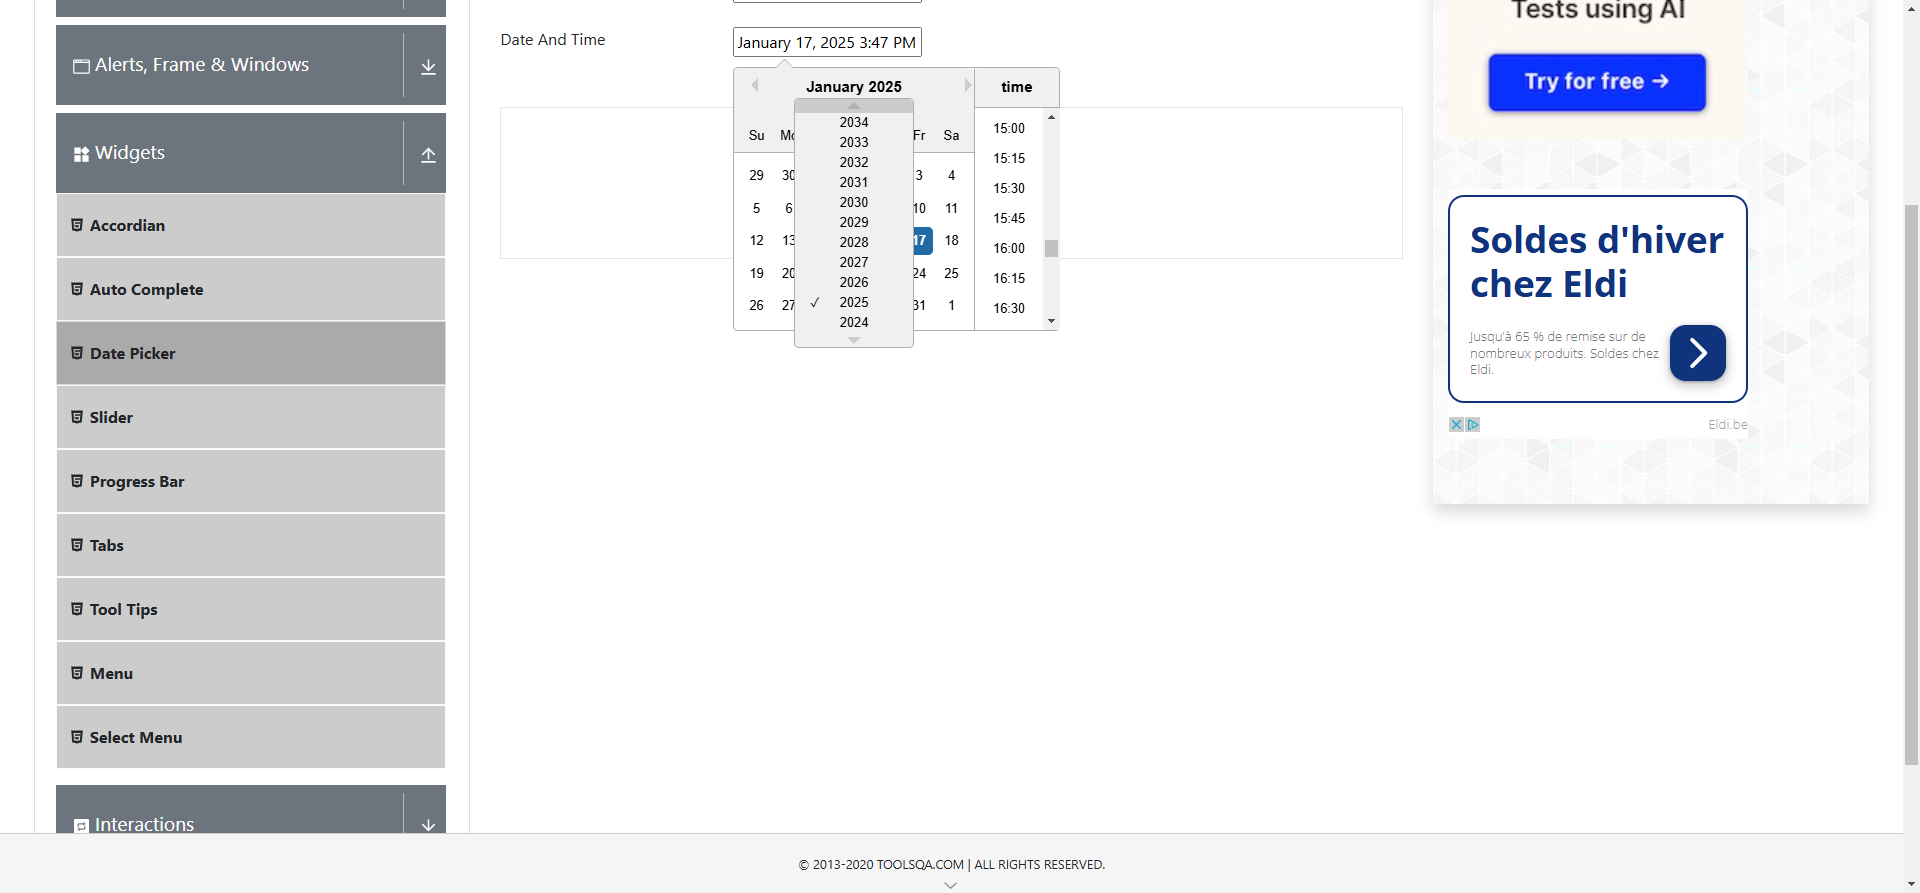 Alerts, Frame & Windows
Widgets
Accordian
Auto Complete
Date Picker
Slider
Progress Bar
Tabs
Tool Tips
Menu
Select Menu
Interactions
Date And Time
January 17, 2025 3:47 PM
January 2025
Su Mo Fr Sa
29 30 3 4
5 6 10 11
12 13 17 18
19 20 24 25
26 27 31 1
2034
2033
2032
2031
2030
2029
2028
2027
2026
✓ 2025
2024
time
15:00
15:15
15:30
15:45
16:00
16:15
16:30
Tests using AI
Try for free →
Soldes d'hiver
chez Eldi
Jusqu'à 65 % de remise sur de
nombreux produits. Soldes chez
Eldi.
Eldi.be
© 2013-2020 TOOLSQA.COM | ALL RIGHTS RESERVED.